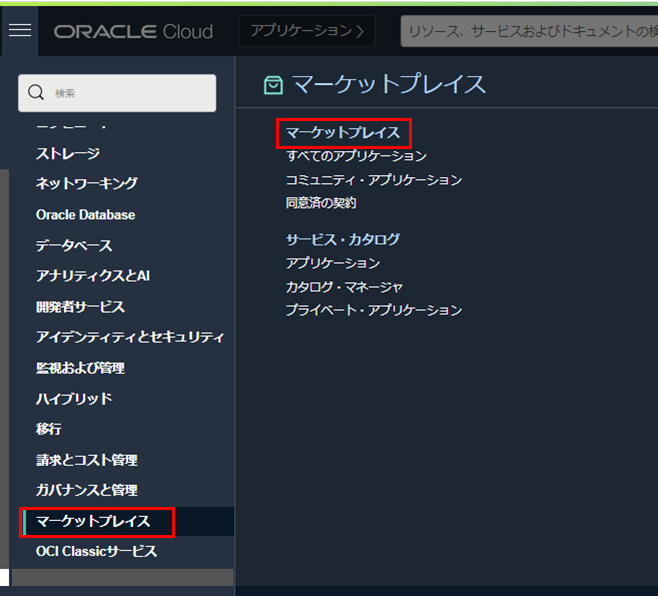 ORACLE Cloud
アプリケーション
リソース、サービスおよびドキュメントの検
検索
ストレージ
ネットワーキング
Oracle Database
データベース
アナリティクスとAI
開発者サービス
アイデンティティとセキュリティ
監視および管理
ハイブリッド
移行
請求とコスト管理
ガバナンスと管理
マーケットプレイス
OCI Classicサービス
マーケットプレイス
マーケットプレイス
すべてのアプリケーション
コミュニティ・アプリケーション
同意済の契約
サービス・カタログ
アプリケーション
カタログ・マネージャ
プライベート・アプリケーション